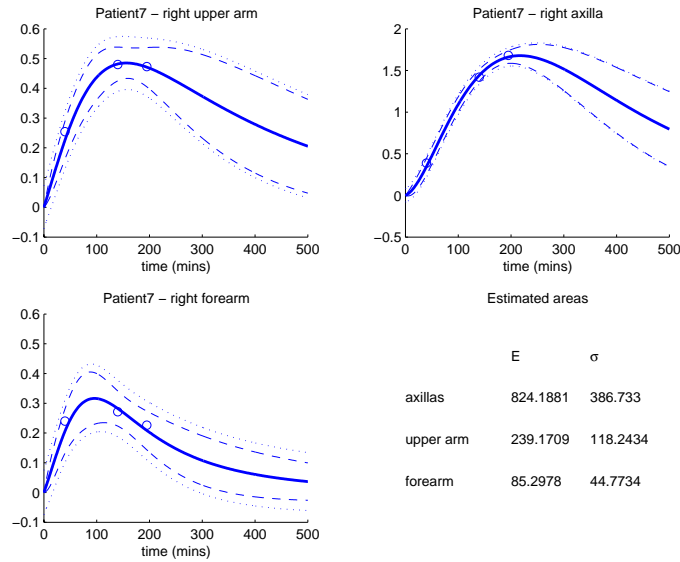 Patient7 − right upper arm
0.6
0.5
0.4
0.3
0.2
0.1
0
−0.1
0 100 200 300 400 500
time (mins)
Patient7 − right axilla
2
1.5
1
0.5
0
−0.5
0 100 200 300 400 500
time (mins)
Patient7 − right forearm
0.6
0.5
0.4
0.3
0.2
0.1
0
−0.1
0 100 200 300 400 500
time (mins)
Estimated areas
E σ
axillas 824.1881 386.733
upper arm 239.1709 118.2434
forearm 85.2978 44.7734